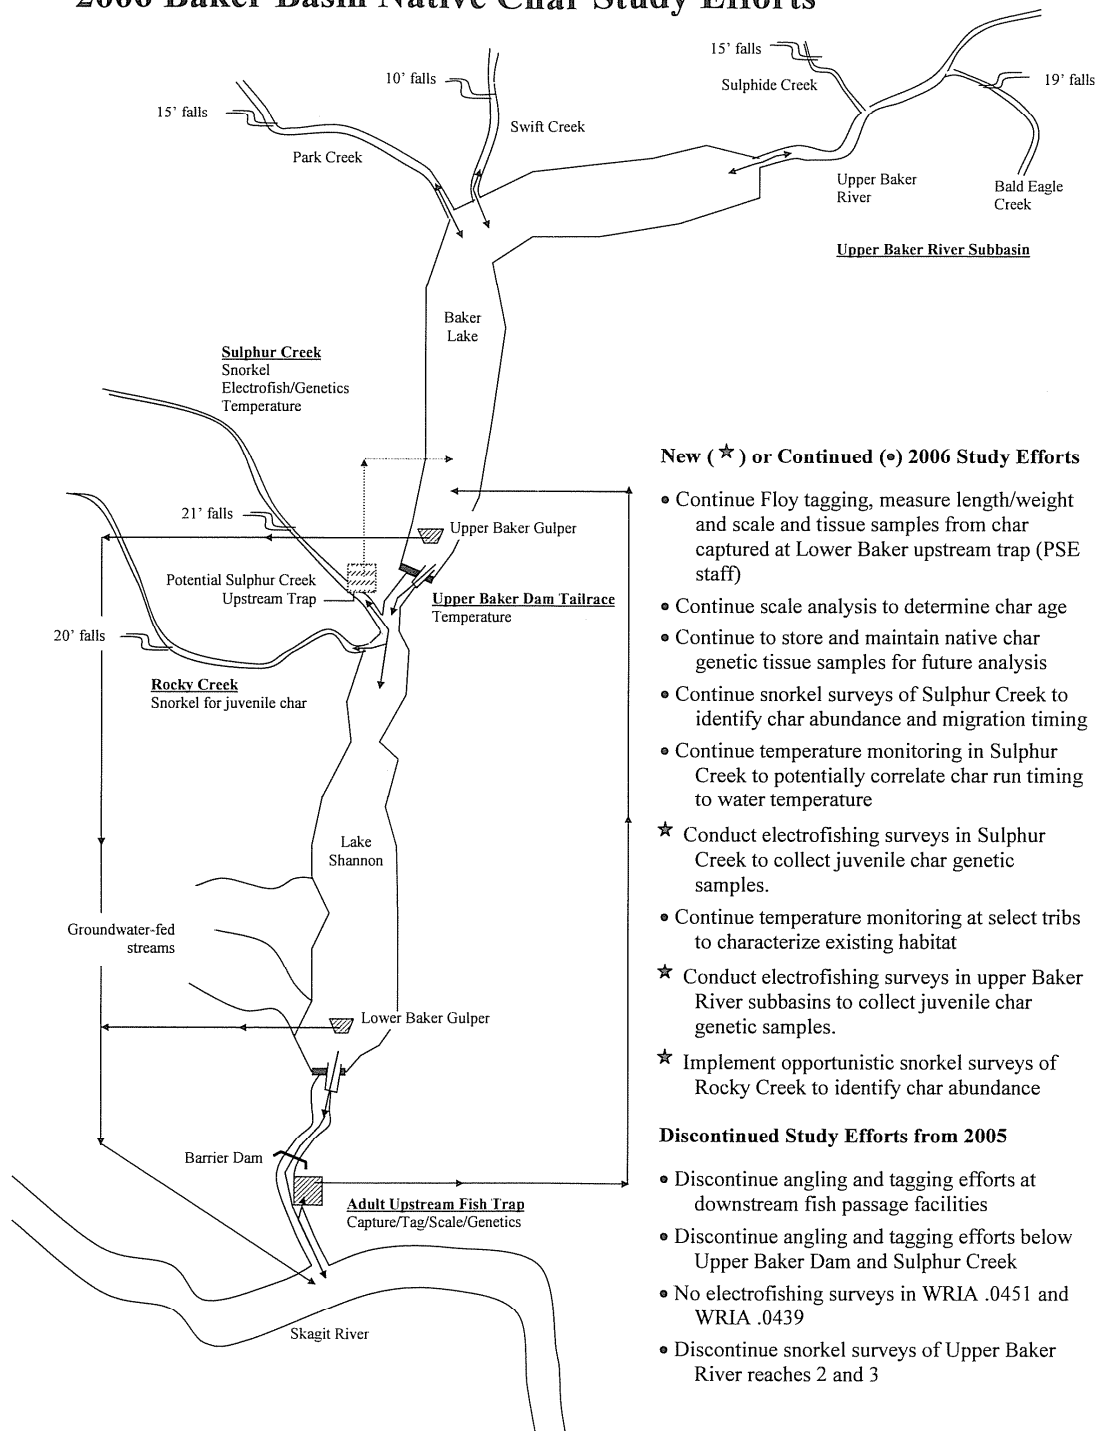 2006 Baker Basin Native Char Study Efforts
15' falls
10' falls
15' falls
19' falls
Sulphide Creek
Swift Creek
Park Creek
Upper Baker
River
Bald Eagle
Creek
Upper Baker River Subbasin
Baker
Lake
Sulphur Creek
Snorkel
Electrofish/Genetics
Temperature
21' falls
Upper Baker Gulper
Potential Sulphur Creek
Upstream Trap
Upper Baker Dam Tailrace
Temperature
20' falls
Rocky Creek
Snorkel for juvenile char
Lake
Shannon
Groundwater-fed
streams
Lower Baker Gulper
Barrier Dam
Adult Upstream Fish Trap
Capture/Tag/Scale/Genetics
Skagit River
New (☆) or Continued (•) 2006 Study Efforts
• Continue Floy tagging, measure length/weight
and scale and tissue samples from char
captured at Lower Baker upstream trap (PSE
staff)
• Continue scale analysis to determine char age
• Continue to store and maintain native char
genetic tissue samples for future analysis
• Continue snorkel surveys of Sulphur Creek to
identify char abundance and migration timing
• Continue temperature monitoring in Sulphur
Creek to potentially correlate char run timing
to water temperature
☆ Conduct electrofishing surveys in Sulphur
Creek to collect juvenile char genetic
samples.
• Continue temperature monitoring at select tribs
to characterize existing habitat
☆ Conduct electrofishing surveys in upper Baker
River subbasins to collect juvenile char
genetic samples.
☆ Implement opportunistic snorkel surveys of
Rocky Creek to identify char abundance
Discontinued Study Efforts from 2005
• Discontinue angling and tagging efforts at
downstream fish passage facilities
• Discontinue angling and tagging efforts below
Upper Baker Dam and Sulphur Creek
• No electrofishing surveys in WRIA .0451 and
WRIA .0439
• Discontinue snorkel surveys of Upper Baker
River reaches 2 and 3